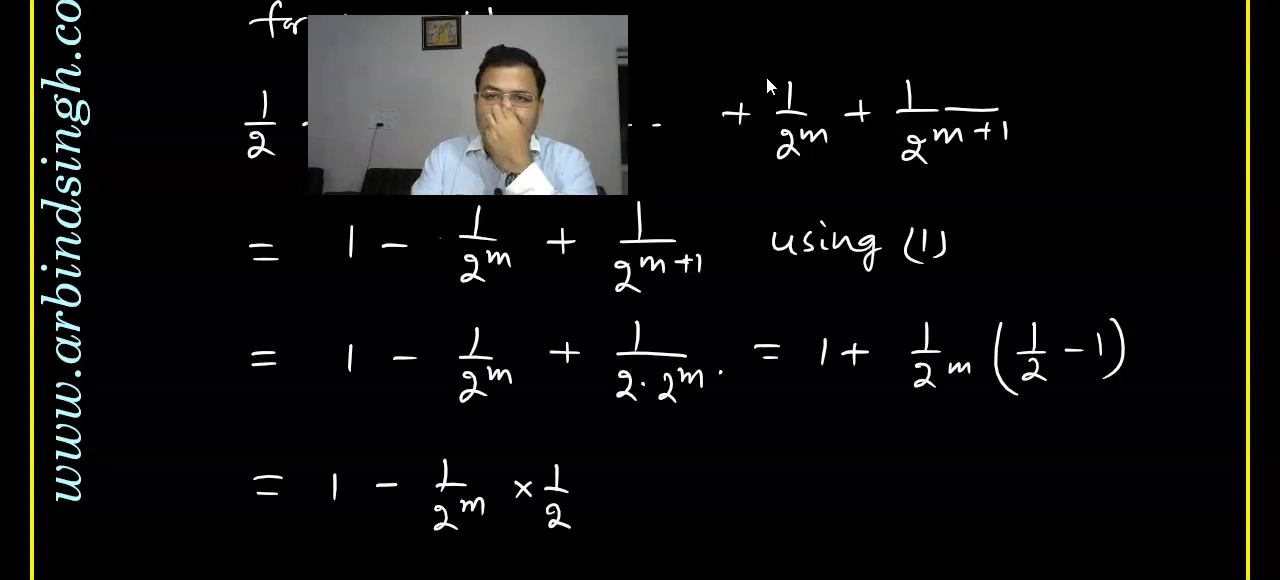 www.arbindsingh.co
1/2 ... + 1/2^m + 1/2^(m+1)
= 1 - 1/2^m + 1/2^(m+1) using (1)
= 1 - 1/2^m + 1/(2·2^m) . = 1 + 1/2^m (1/2 - 1)
= 1 - 1/2^m × 1/2